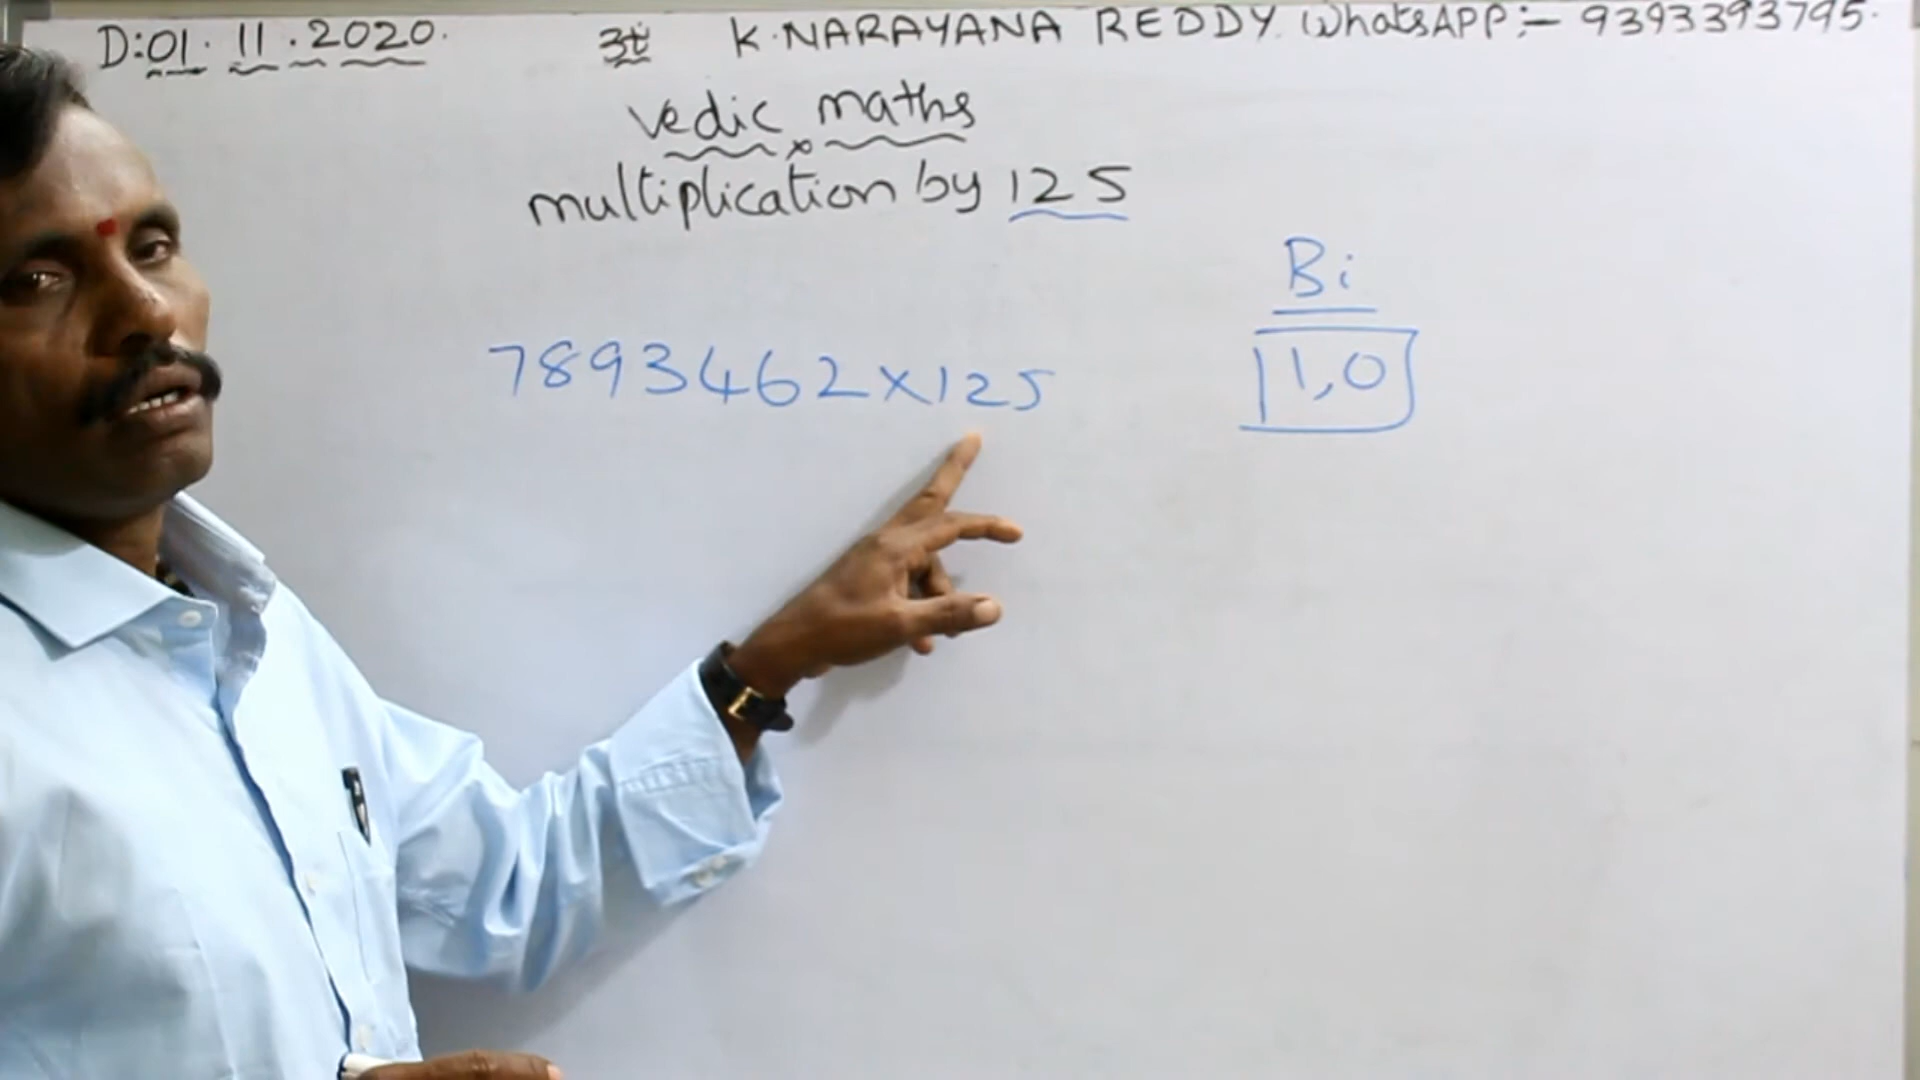 D:01.11.2020. K.NARAYANA REDDY. WhatsAPP:- 9393393795.
vedic maths
multiplication by 125
Bi
7893462×125
1,0